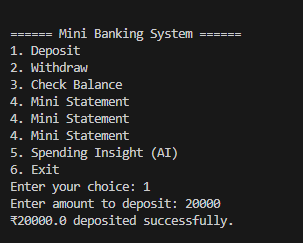 ====== Mini Banking System ======
1. Deposit
2. Withdraw
3. Check Balance
4. Mini Statement
4. Mini Statement
4. Mini Statement
5. Spending Insight (AI)
6. Exit
Enter your choice: 1
Enter amount to deposit: 20000
₹20000.0 deposited successfully.